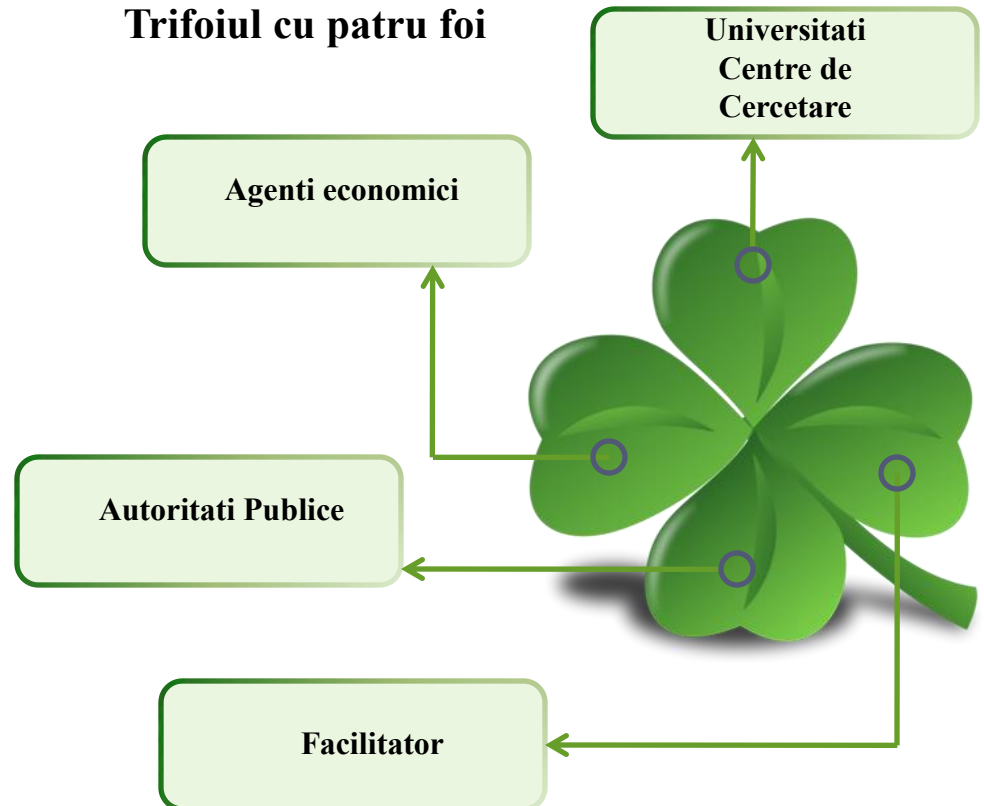 Trifoiul cu patru foi
Universitati
Centre de
Cercetare
Agenti economici
Autoritati Publice
Facilitator